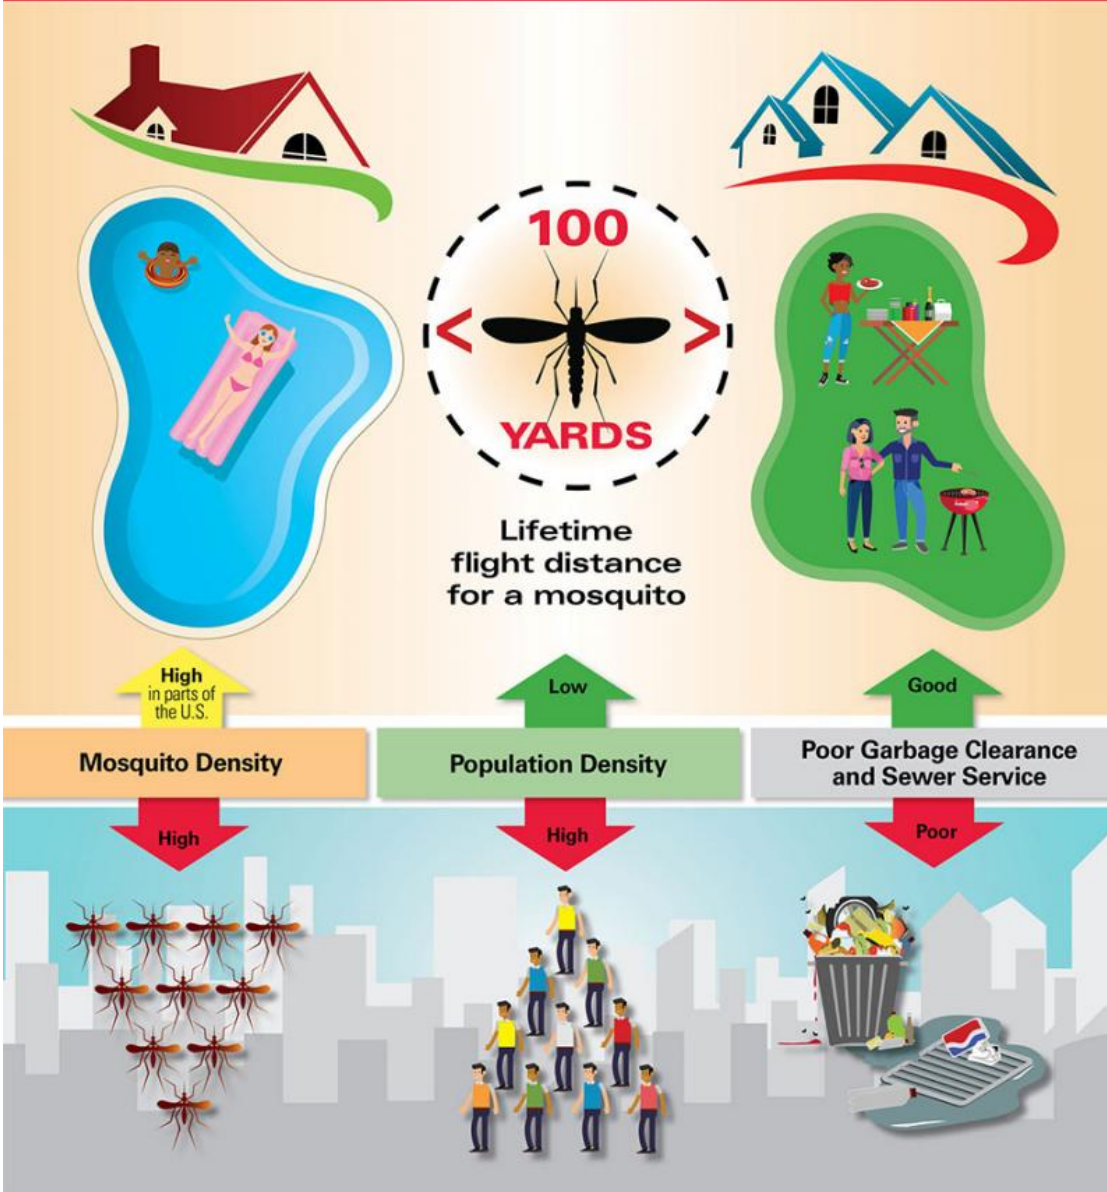 100
< >
YARDS
Lifetime
flight distance
for a mosquito
High
in parts of
the U.S.
Low
Good
Mosquito Density
Population Density
Poor Garbage Clearance
and Sewer Service
High
High
Poor